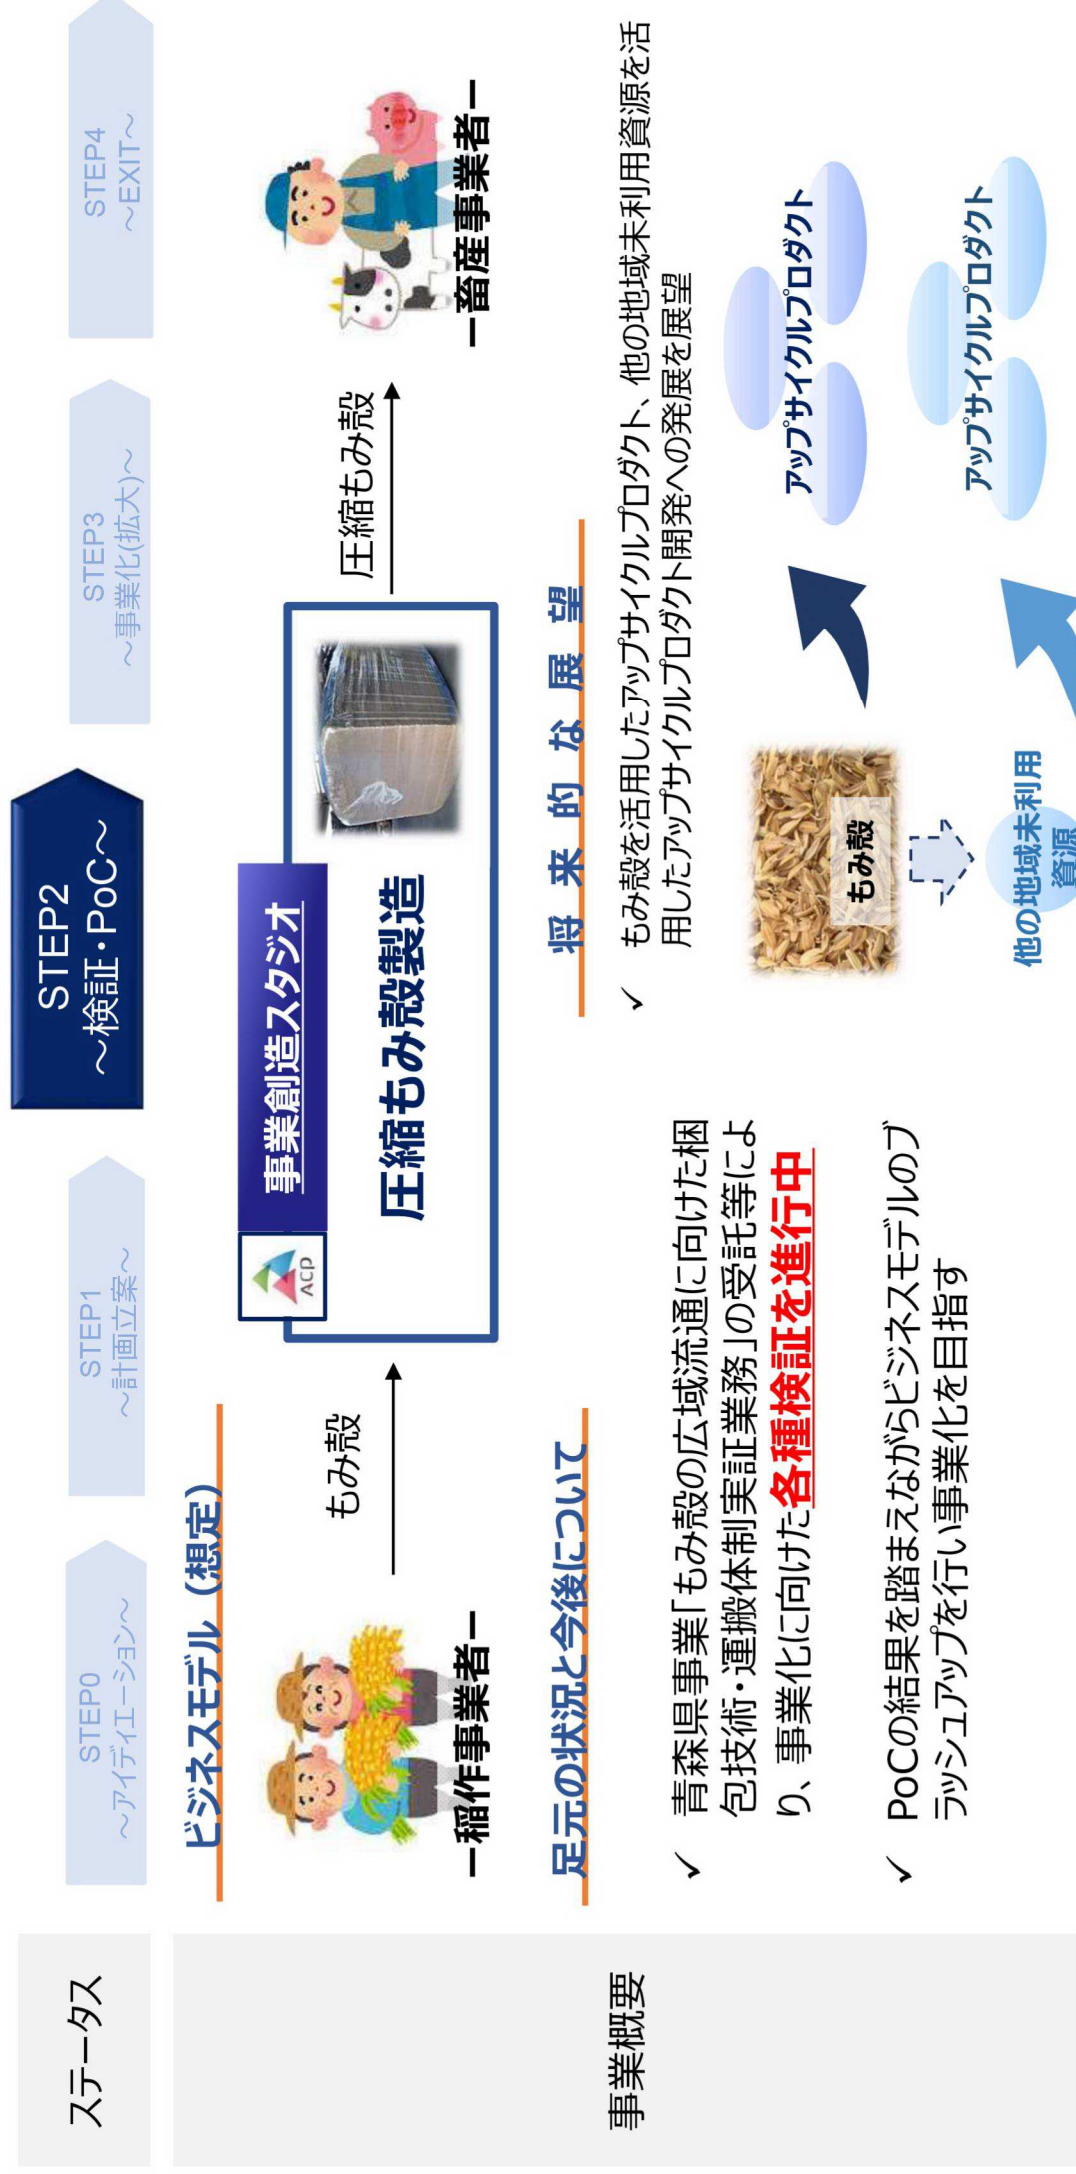 ステータス
STEP0
～アイディエーション～
STEP1
～計画立案～
STEP2
～検証・PoC～
STEP3
～事業化(拡大)～
STEP4
～EXIT～
事業概要
ビジネスモデル（想定）
ー稲作事業者ー
もみ殻
ACP
事業創造スタジオ
圧縮もみ殻製造
圧縮もみ殻
ー畜産事業者ー
足元の状況と今後について
✓ 青森県事業「もみ殻の広域流通に向けた梱
包技術・運搬体制実証業務」の受託等によ
り、事業化に向けた各種検証を進行中
✓ PoCの結果を踏まえながらビジネスモデルのブ
ラッシュアップを行い事業化を目指す
将来的な展望
✓ もみ殻を活用したアップサイクルプロダクト、他の地域未利用資源を活
用したアップサイクルプロダクト開発への発展を展望
もみ殻
アップサイクルプロダクト
他の地域未利用
資源
アップサイクルプロダクト